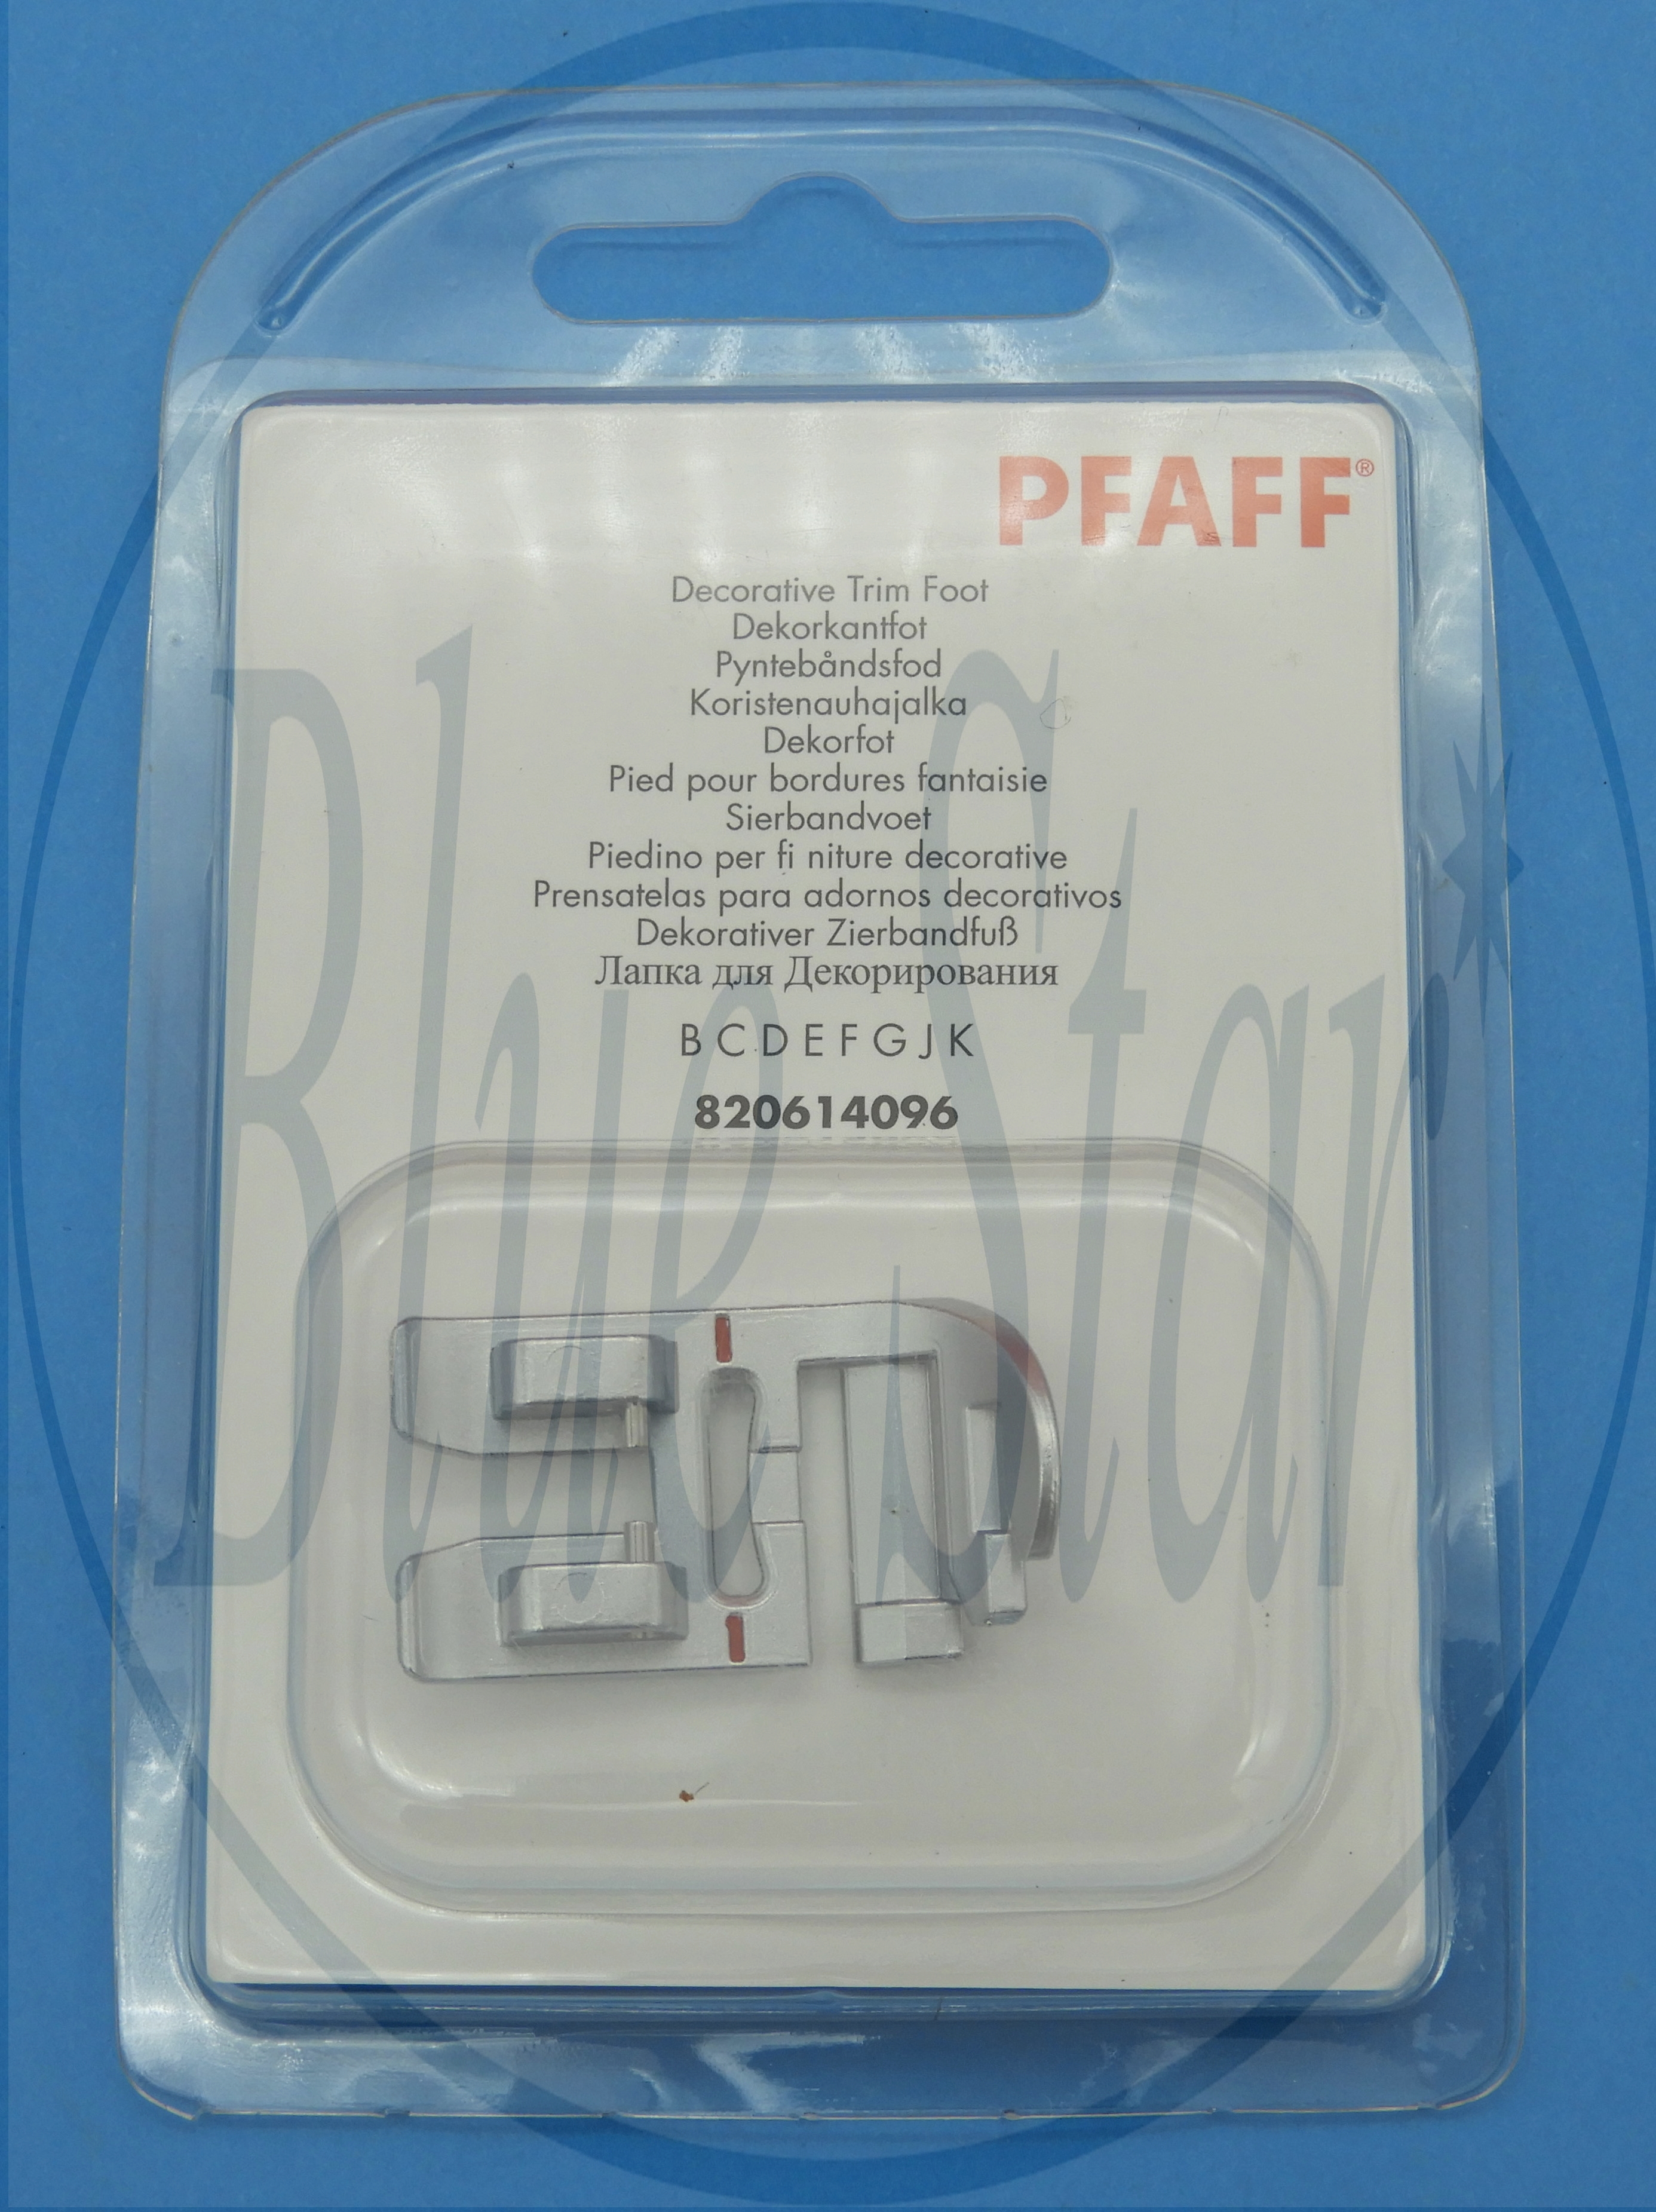 PFAFF®
Decorative Trim Foot
Dekorkantfot
Pyntebåndsfod
Koristenauhajalka
Dekorfot
Pied pour bordures fantaisie
Sierbandvoet
Piedino per fi niture decorative
Prensatelas para adornos decorativos
Dekorativer Zierbandfuß
Лапка для Декорирования
B C D E F G J K
820614096
Blue Star